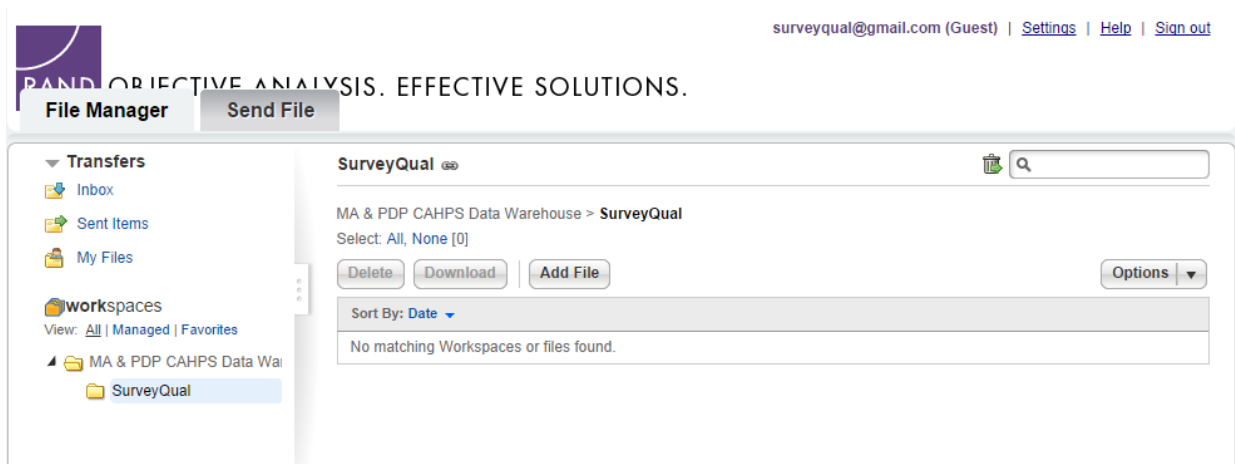 surveyqual@gmail.com (Guest) | Settings | Help | Sign out
RAND OBJECTIVE ANALYSIS. EFFECTIVE SOLUTIONS.
File Manager Send File
Transfers
Inbox
Sent Items
My Files
workspaces
View: All | Managed | Favorites
MA & PDP CAHPS Data War
SurveyQual
SurveyQual
MA & PDP CAHPS Data Warehouse > SurveyQual
Select: All, None [0]
Delete Download Add File Options
Sort By: Date
No matching Workspaces or files found.